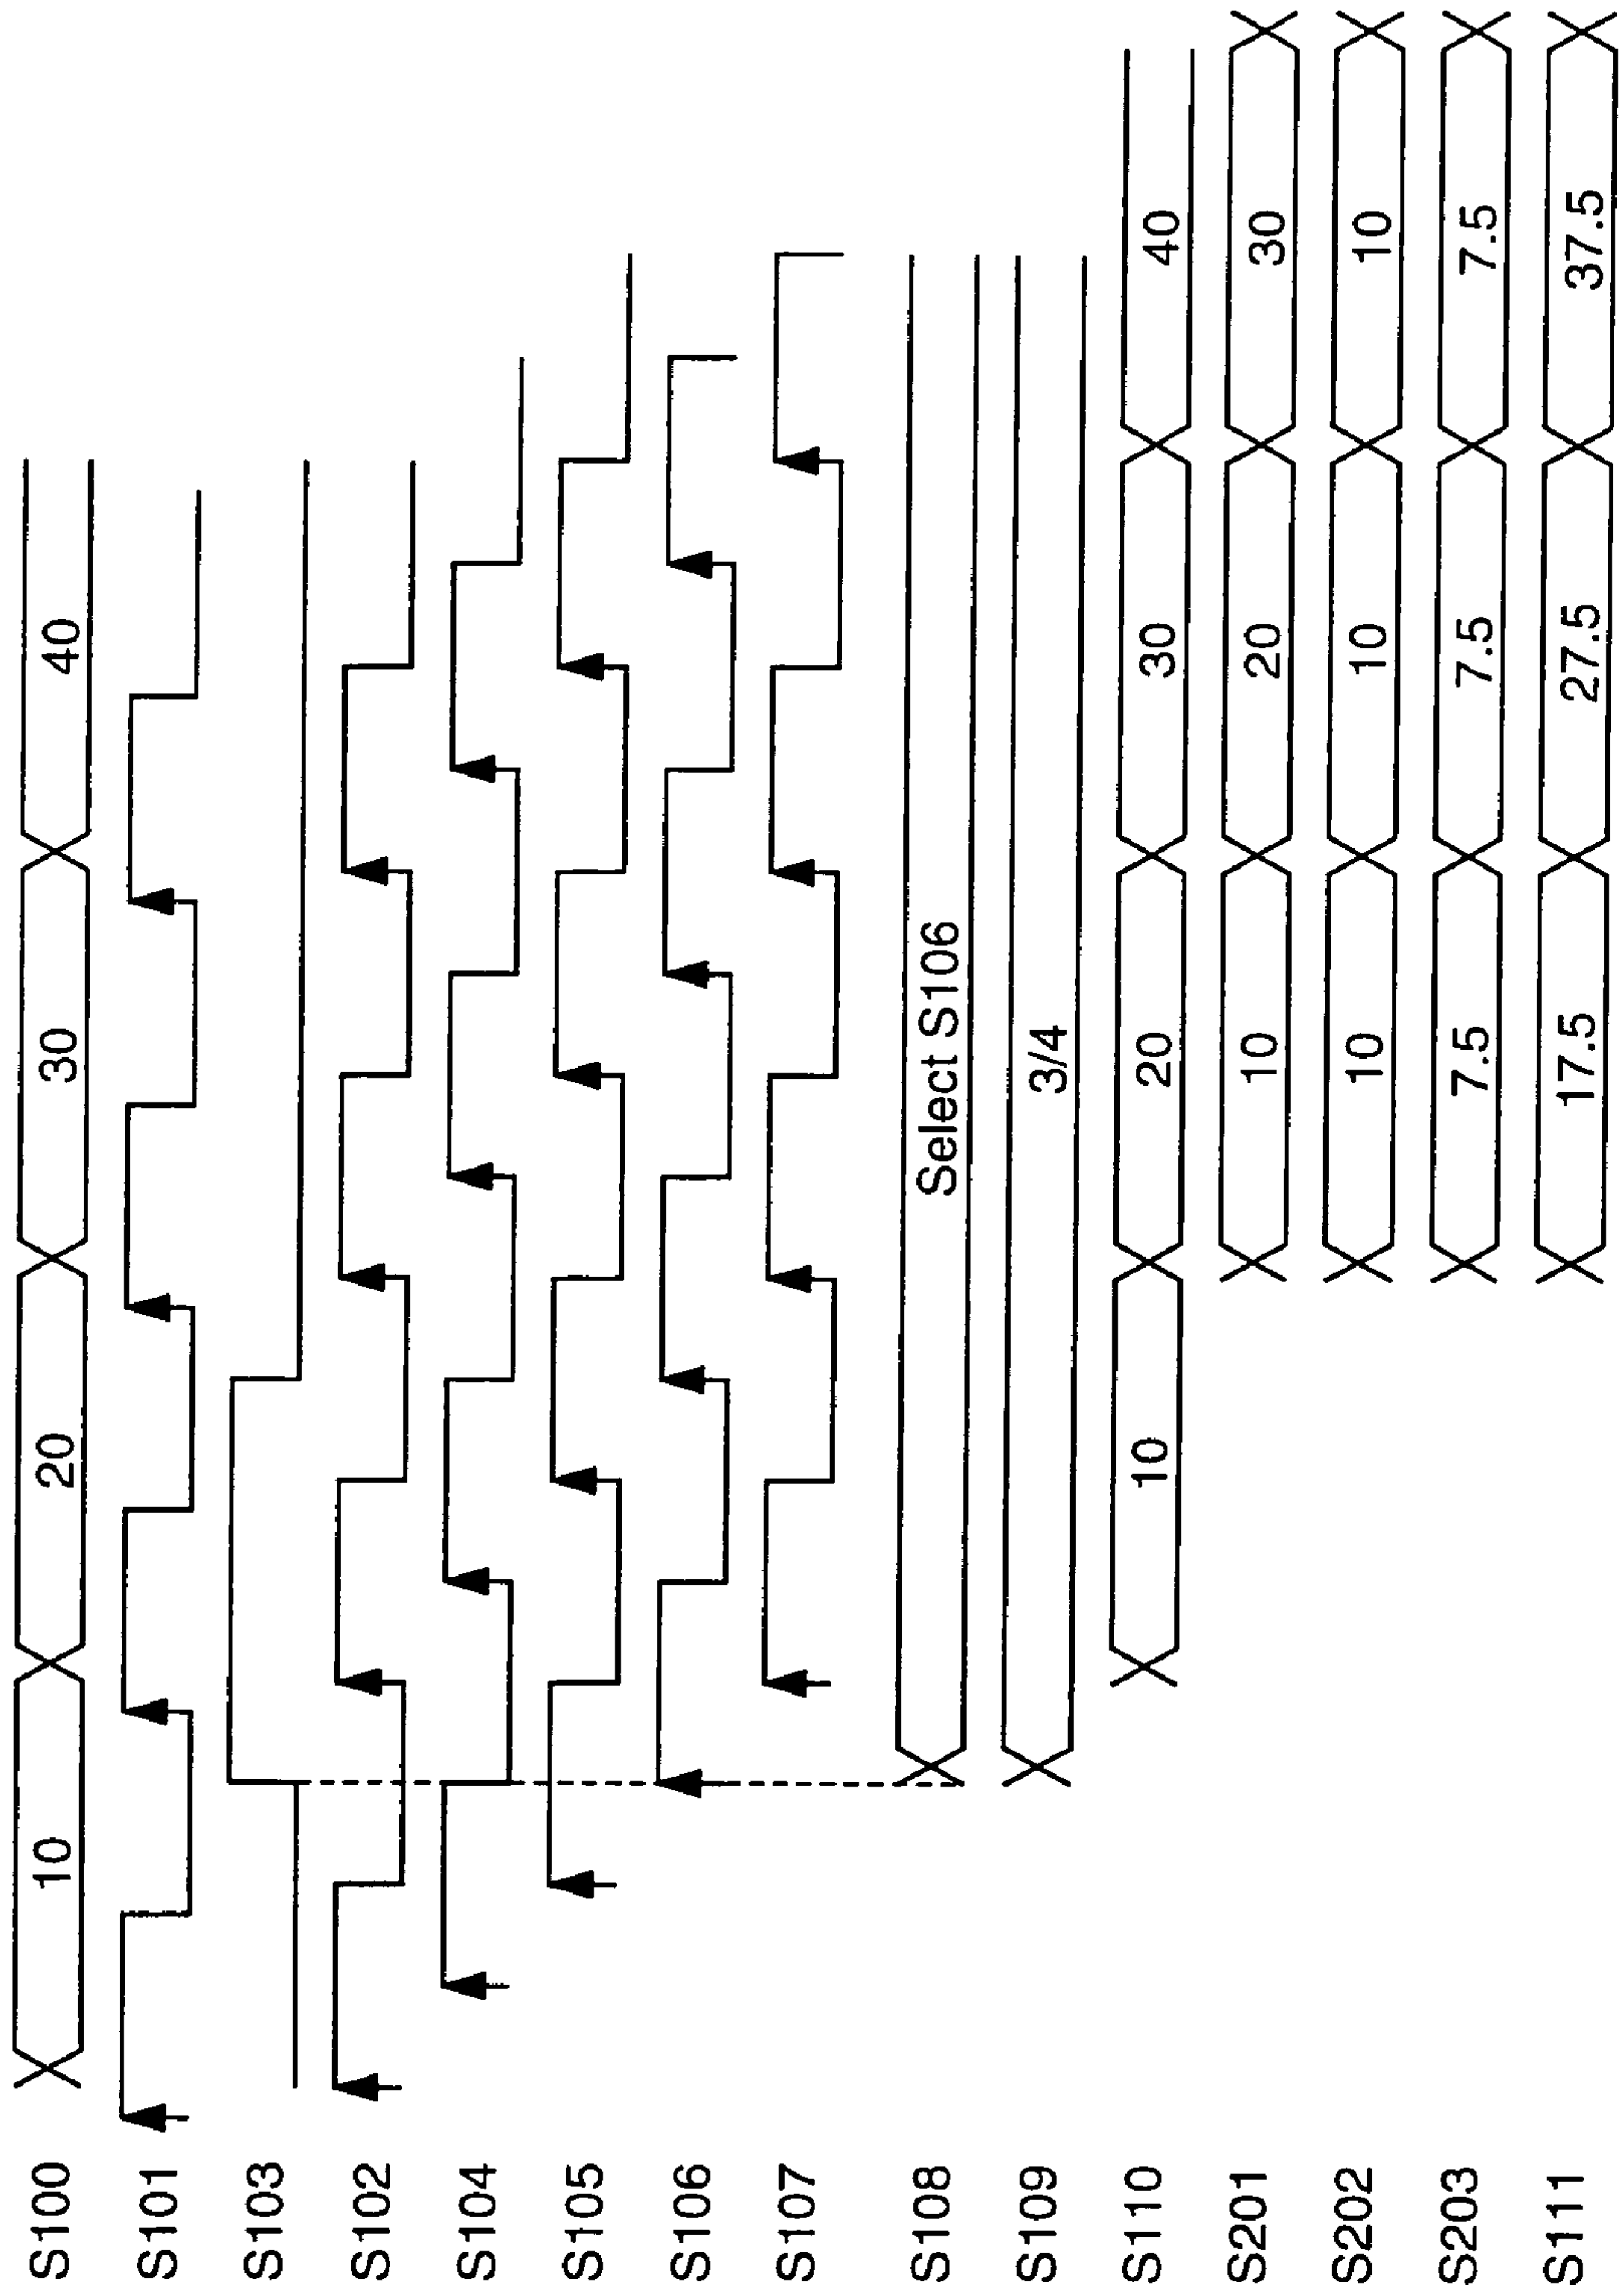 S100 10 20 30 40
S101
S103
S102
S104
S105
S106
S107
S108 Select S106
S109 3/4
S110 10 20 30 40
S201 10 20 30
S202 10 10 10
S203 7.5 7.5 7.5
S111 17.5 27.5 37.5